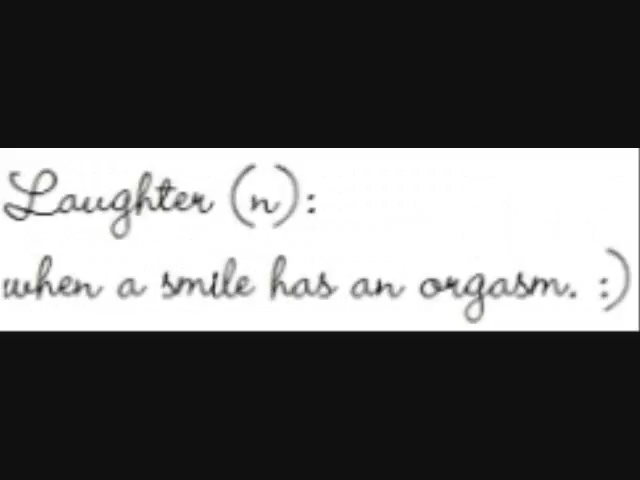 Laughter (n):
when a smile has an orgasm. :)